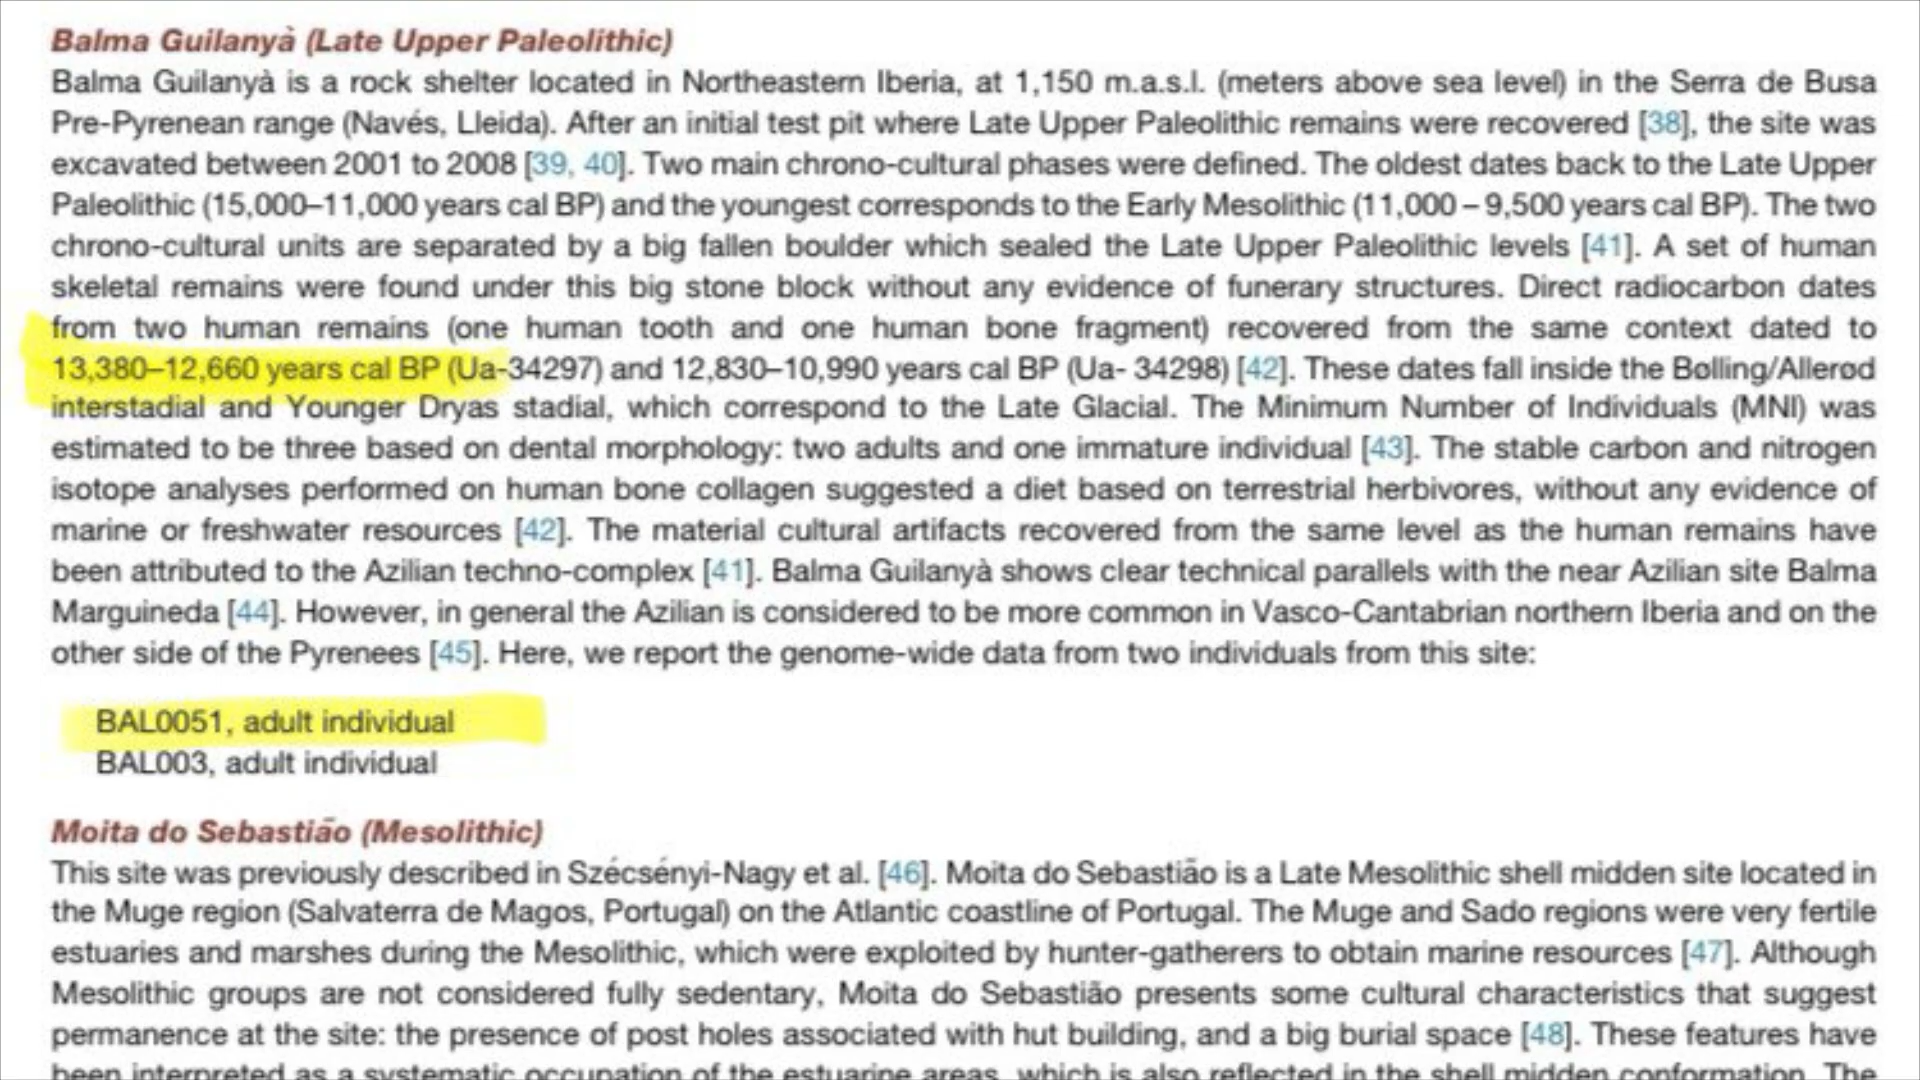 Balma Guilanyà (Late Upper Paleolithic)
Balma Guilanyà is a rock shelter located in Northeastern Iberia, at 1,150 m.a.s.l. (meters above sea level) in the Serra de Busa
Pre-Pyrenean range (Navés, Lleida). After an initial test pit where Late Upper Paleolithic remains were recovered [38], the site was
excavated between 2001 to 2008 [39, 40]. Two main chrono-cultural phases were defined. The oldest dates back to the Late Upper
Paleolithic (15,000–11,000 years cal BP) and the youngest corresponds to the Early Mesolithic (11,000 – 9,500 years cal BP). The two
chrono-cultural units are separated by a big fallen boulder which sealed the Late Upper Paleolithic levels [41]. A set of human
skeletal remains were found under this big stone block without any evidence of funerary structures. Direct radiocarbon dates
from two human remains (one human tooth and one human bone fragment) recovered from the same context dated to
13,380–12,660 years cal BP (Ua-34297) and 12,830–10,990 years cal BP (Ua- 34298) [42]. These dates fall inside the Bølling/Allerød
interstadial and Younger Dryas stadial, which correspond to the Late Glacial. The Minimum Number of Individuals (MNI) was
estimated to be three based on dental morphology: two adults and one immature individual [43]. The stable carbon and nitrogen
isotope analyses performed on human bone collagen suggested a diet based on terrestrial herbivores, without any evidence of
marine or freshwater resources [42]. The material cultural artifacts recovered from the same level as the human remains have
been attributed to the Azilian techno-complex [41]. Balma Guilanyà shows clear technical parallels with the near Azilian site Balma
Marguineda [44]. However, in general the Azilian is considered to be more common in Vasco-Cantabrian northern Iberia and on the
other side of the Pyrenees [45]. Here, we report the genome-wide data from two individuals from this site:
BAL0051, adult individual
BAL003, adult individual
Moita do Sebastião (Mesolithic)
This site was previously described in Szécsényi-Nagy et al. [46]. Moita do Sebastião is a Late Mesolithic shell midden site located in
the Muge region (Salvaterra de Magos, Portugal) on the Atlantic coastline of Portugal. The Muge and Sado regions were very fertile
estuaries and marshes during the Mesolithic, which were exploited by hunter-gatherers to obtain marine resources [47]. Although
Mesolithic groups are not considered fully sedentary, Moita do Sebastião presents some cultural characteristics that suggest
permanence at the site: the presence of post holes associated with hut building, and a big burial space [48]. These features have
been interpreted as a systematic occupation of the estuarine areas, which is also reflected in the shell midden conformation. The